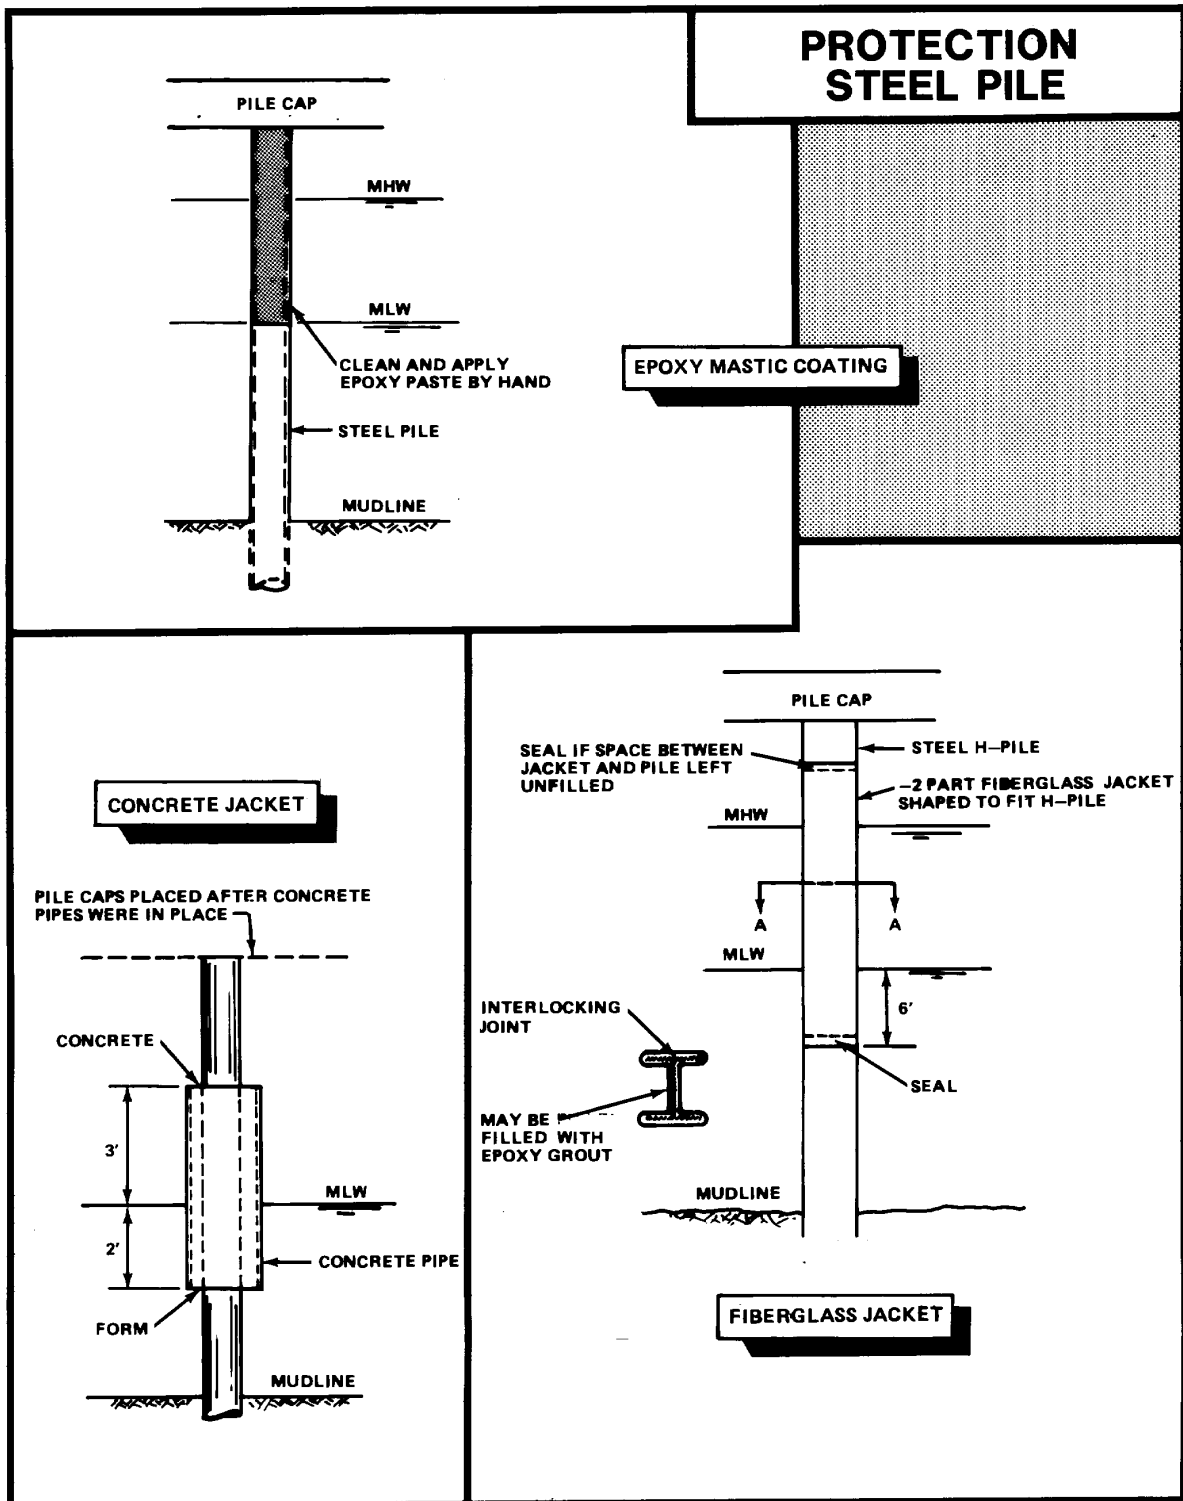 PROTECTION
STEEL PILE
PILE CAP
MHW
MLW
CLEAN AND APPLY
EPOXY PASTE BY HAND
STEEL PILE
MUDLINE
EPOXY MASTIC COATING
CONCRETE JACKET
PILE CAPS PLACED AFTER CONCRETE
PIPES WERE IN PLACE
CONCRETE
3'
MLW
2'
CONCRETE PIPE
FORM
MUDLINE
PILE CAP
SEAL IF SPACE BETWEEN
JACKET AND PILE LEFT
UNFILLED
STEEL H-PILE
-2 PART FIBERGLASS JACKET
SHAPED TO FIT H-PILE
MHW
A
A
MLW
6'
INTERLOCKING
JOINT
SEAL
MAY BE
FILLED WITH
EPOXY GROUT
MUDLINE
FIBERGLASS JACKET